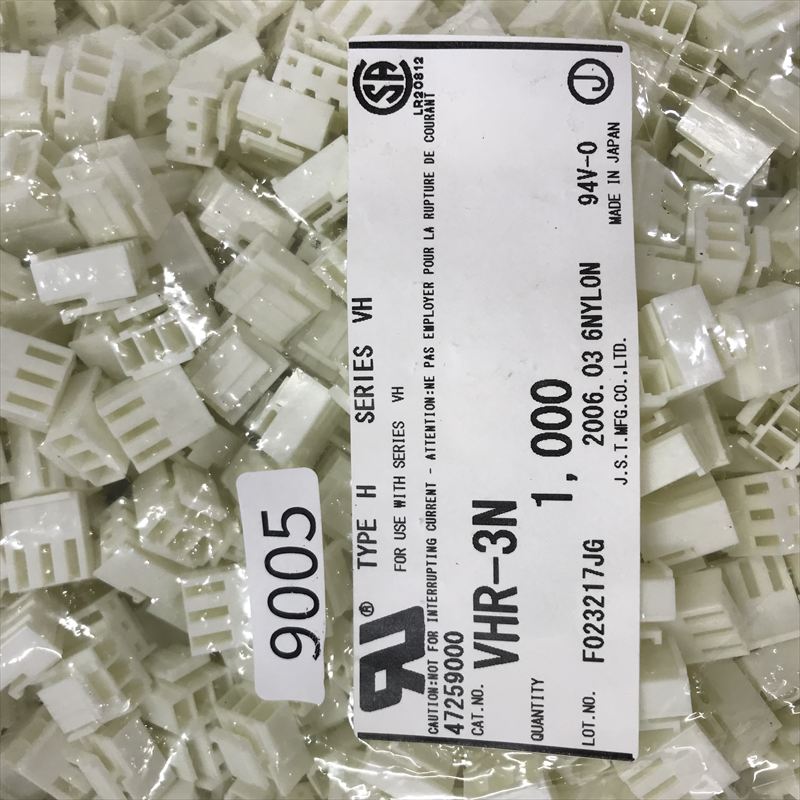 SA
LR20812
J
TYPE H SERIES VH
FOR USE WITH SERIES VH
CAUTION:NOT FOR INTERRUPTING CURRENT - ATTENTION:NE PAS EMPLOYER POUR LA RUPTURE DE COURANT
47259000
CAT.NO. VHR-3N
QUANTITY 1,000
94V-0
MADE IN JAPAN
LOT.NO. F023217JG 2006.03 6NYLON
J.S.T.MFG.CO.,LTD.
9005